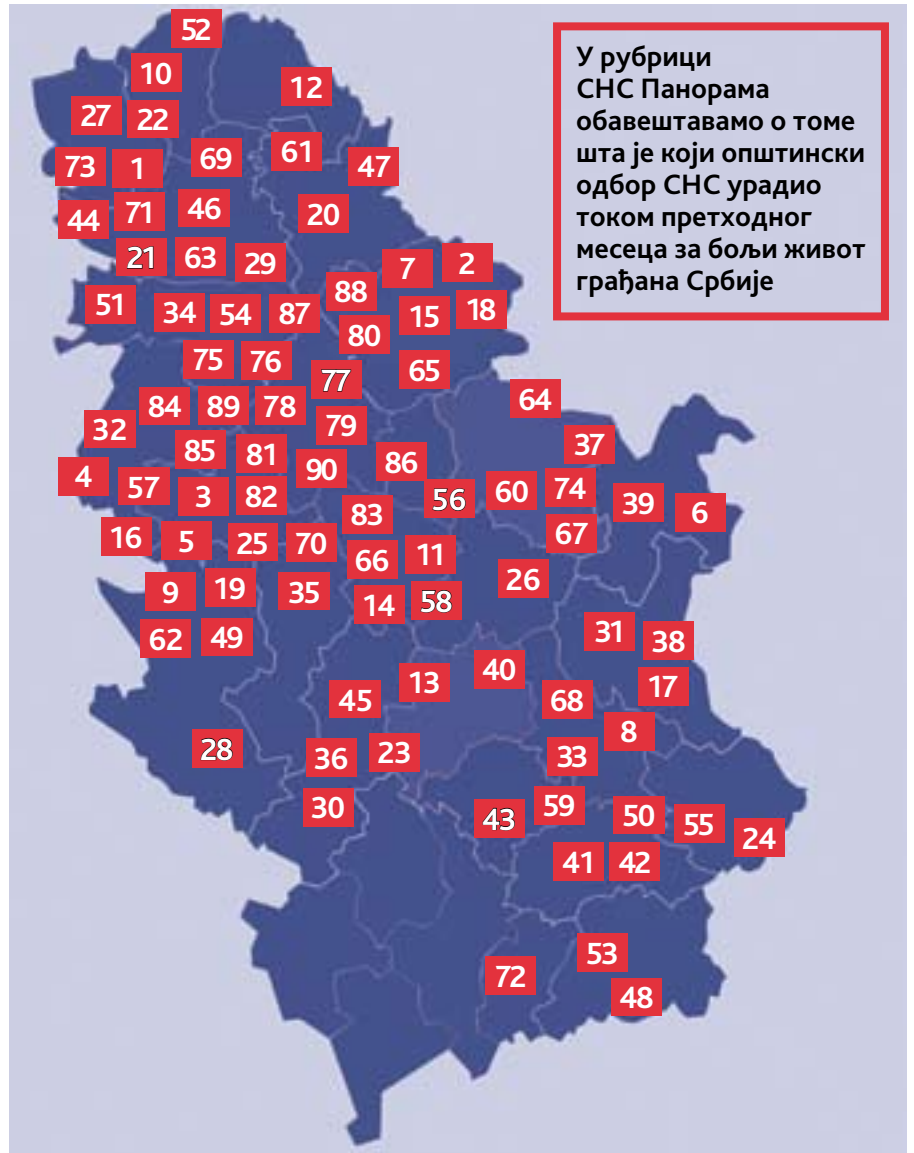 У рубрици
СНС Панорама
обавештавамо о томе
шта је који општински
одбор СНС урадио
током претходног
месеца за бољи живот
грађана Србије
52
10
12
27 22
69 61 47
73 1
44 71 46 20
21 63 29 7 2
51 34 54 87 88 15 18
80
75 76 77 65
84 89 78 79 64
32 37
85 81 90 86
4 57 3 82 56 60 74 39 6
83 67
16 5 25 70 66 11
9 19 35 14 58 26
62 49 31 38
45 13 40 68 17
28 36 23 33 8
30 43 59 50 55 24
41 42
53
72 48